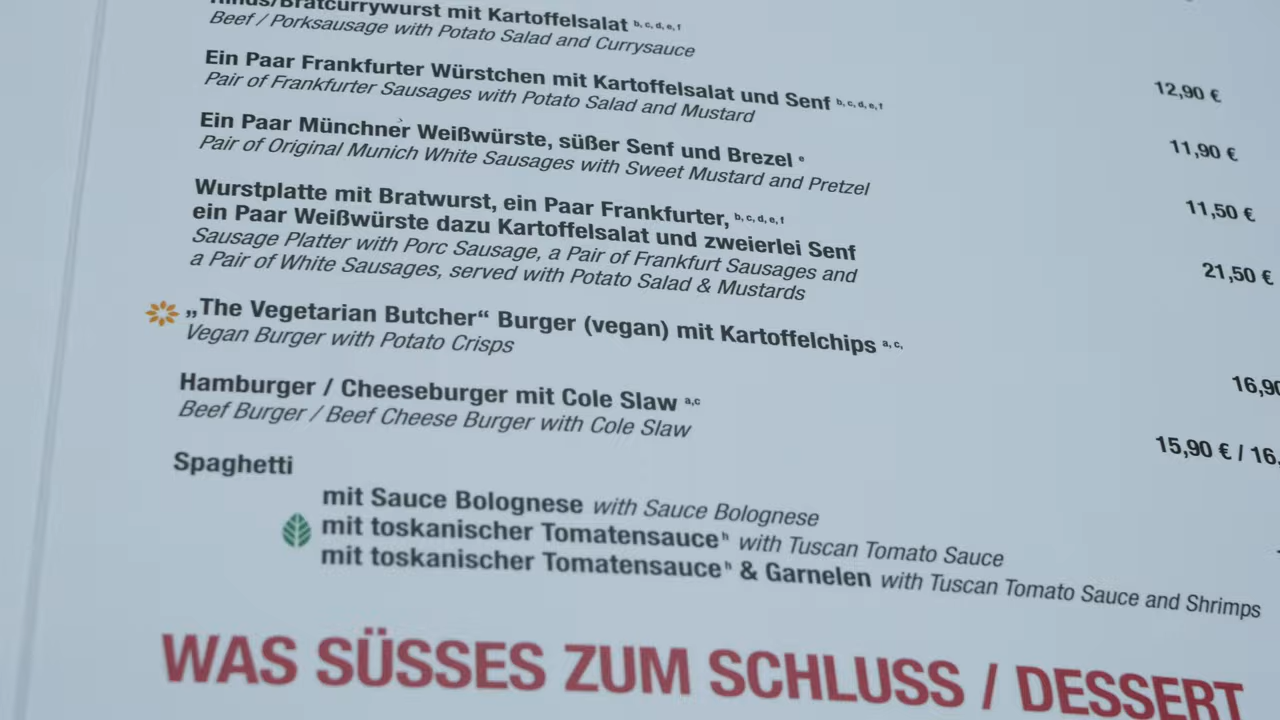 Bratcurrywurst mit Kartoffelsalat b, c, d, e, f
Beef / Porksausage with Potato Salad and Currysauce
12,90 €
Ein Paar Frankfurter Würstchen mit Kartoffelsalat und Senf b, c, d, e, f
Pair of Frankfurter Sausages with Potato Salad and Mustard
11,90 €
Ein Paar Münchner Weißwürste, süßer Senf und Brezel e
Pair of Original Munich White Sausages with Sweet Mustard and Pretzel
11,50 €
Wurstplatte mit Bratwurst, ein Paar Frankfurter, b, c, d, e, f
ein Paar Weißwürste dazu Kartoffelsalat und zweierlei Senf
Sausage Platter with Porc Sausage, a Pair of Frankfurt Sausages and
a Pair of White Sausages, served with Potato Salad & Mustards
21,50 €
„The Vegetarian Butcher“ Burger (vegan) mit Kartoffelchips a, c,
Vegan Burger with Potato Crisps
16,90
Hamburger / Cheeseburger mit Cole Slaw a,c
Beef Burger / Beef Cheese Burger with Cole Slaw
15,90 € / 16,
Spaghetti
mit Sauce Bolognese with Sauce Bolognese
mit toskanischer Tomatensauce h with Tuscan Tomato Sauce
mit toskanischer Tomatensauce h & Garnelen with Tuscan Tomato Sauce and Shrimps
WAS SÜSSES ZUM SCHLUSS / DESSERT